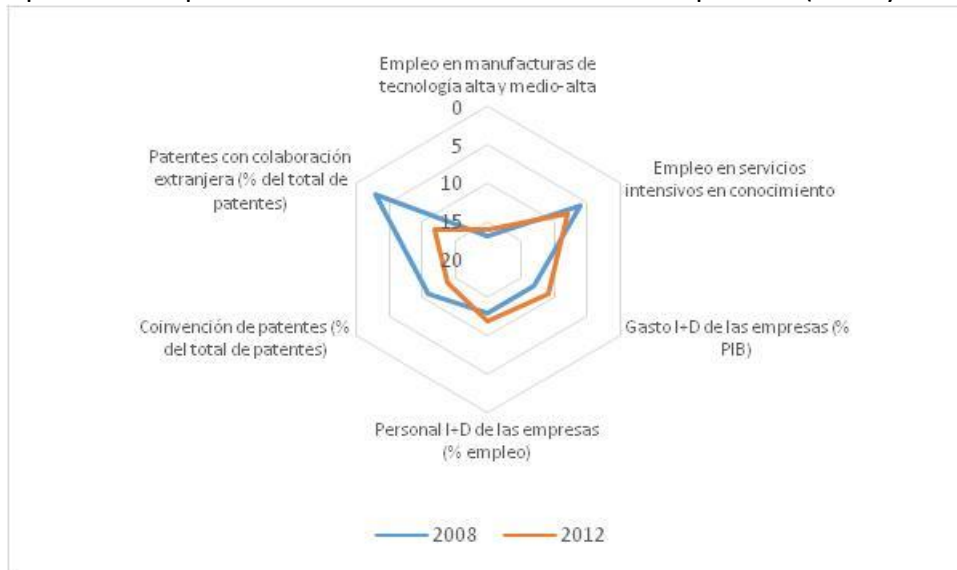 Empleo en manufacturas de
tecnología alta y medio-alta
0
5
10
15
20
Patentes con colaboración
extranjera (% del total de
patentes)
Empleo en servicios
intensivos en conocimiento
Coinvención de patentes (%
del total de patentes)
Gasto I+D de las empresas (%
PIB)
Personal I+D de las empresas
(% empleo)
2008
2012